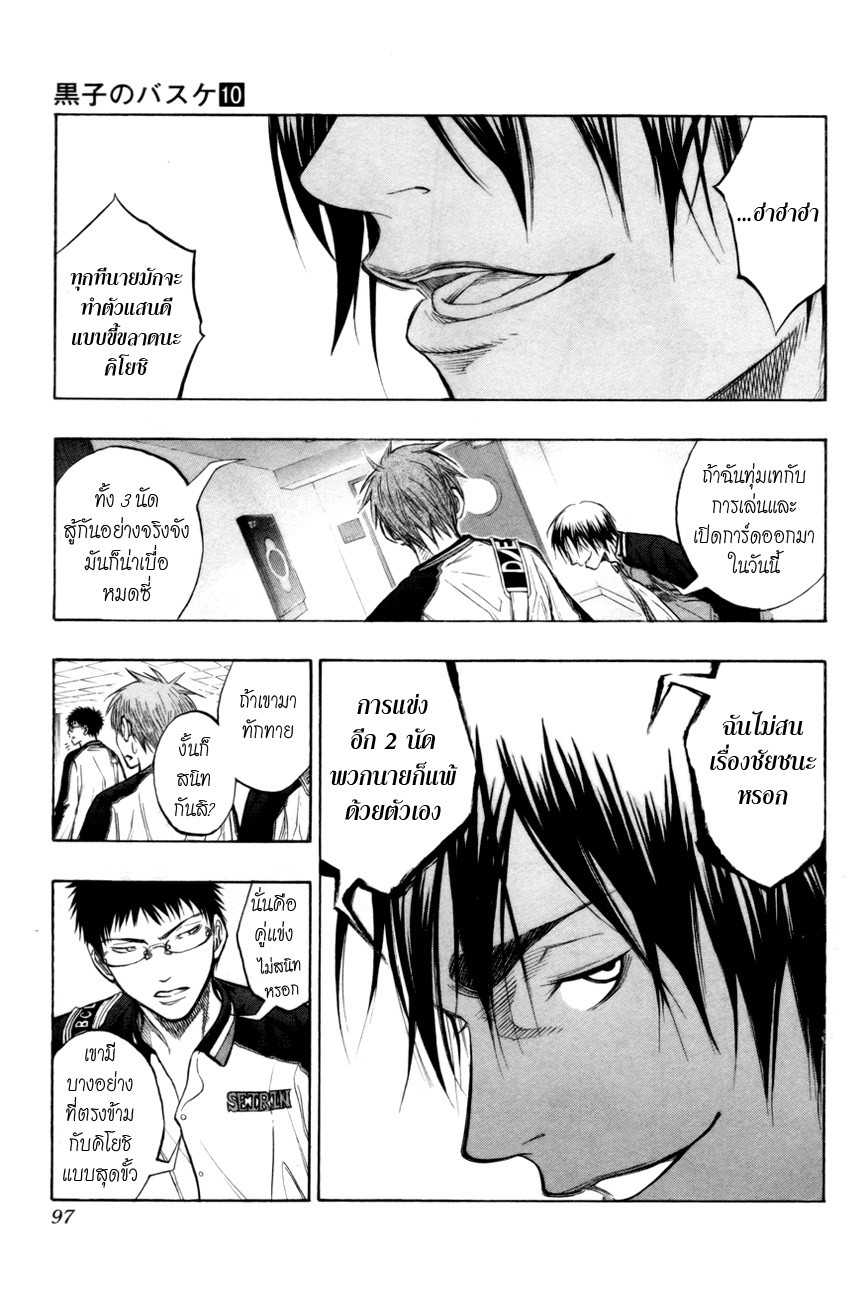 黒子のバスケ10
...ฮ่าฮ่าฮ่า
ทุกทีนายมักจะ
ทำตัวแสนดี
แบบขี้ขลาดนะ
คิโยชิ
ถ้าฉันทุ่มเทกับ
การเล่นและ
เปิดการ์ดออกมา
ในวันนี้
ทั้ง 3 นัด
สู้กันอย่างจริงจัง
มันก็น่าเบื่อ
หมดซี่
ฉันไม่สน
เรื่องชัยชนะ
หรอก
การแข่ง
อีก 2 นัด
พวกนายก็แพ้
ด้วยตัวเอง
ถ้าเขามา
ทักทาย
งั้นก็
สนิท
กันสิ?
นั่นคือ
คู่แข่ง
ไม่สนิท
หรอก
เขามี
บางอย่าง
ที่ตรงข้าม
กับคิโยชิ
แบบสุดขั้ว
SEIRIN
97